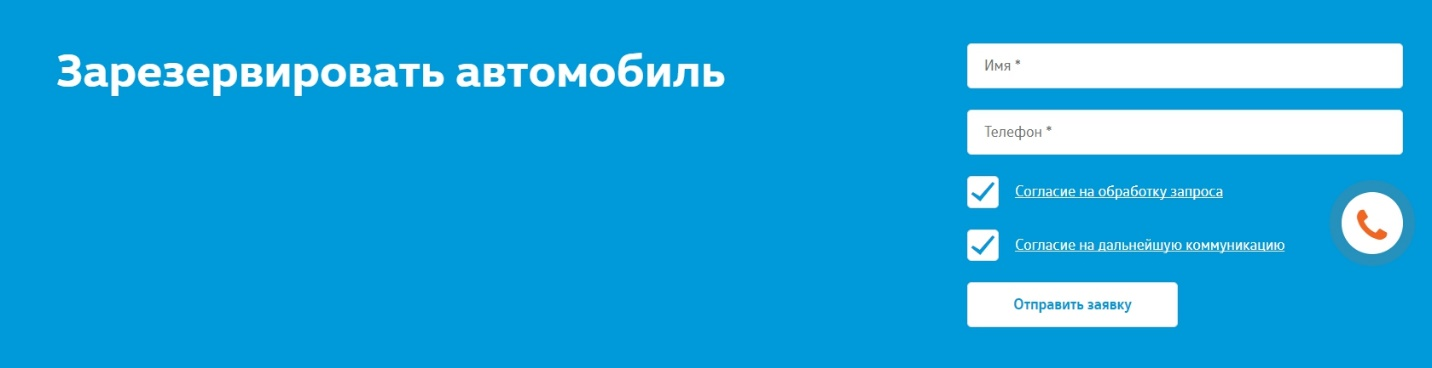 Зарезервировать автомобиль
Имя *
Телефон *
Согласие на обработку запроса
Согласие на дальнейшую коммуникацию
Отправить заявку